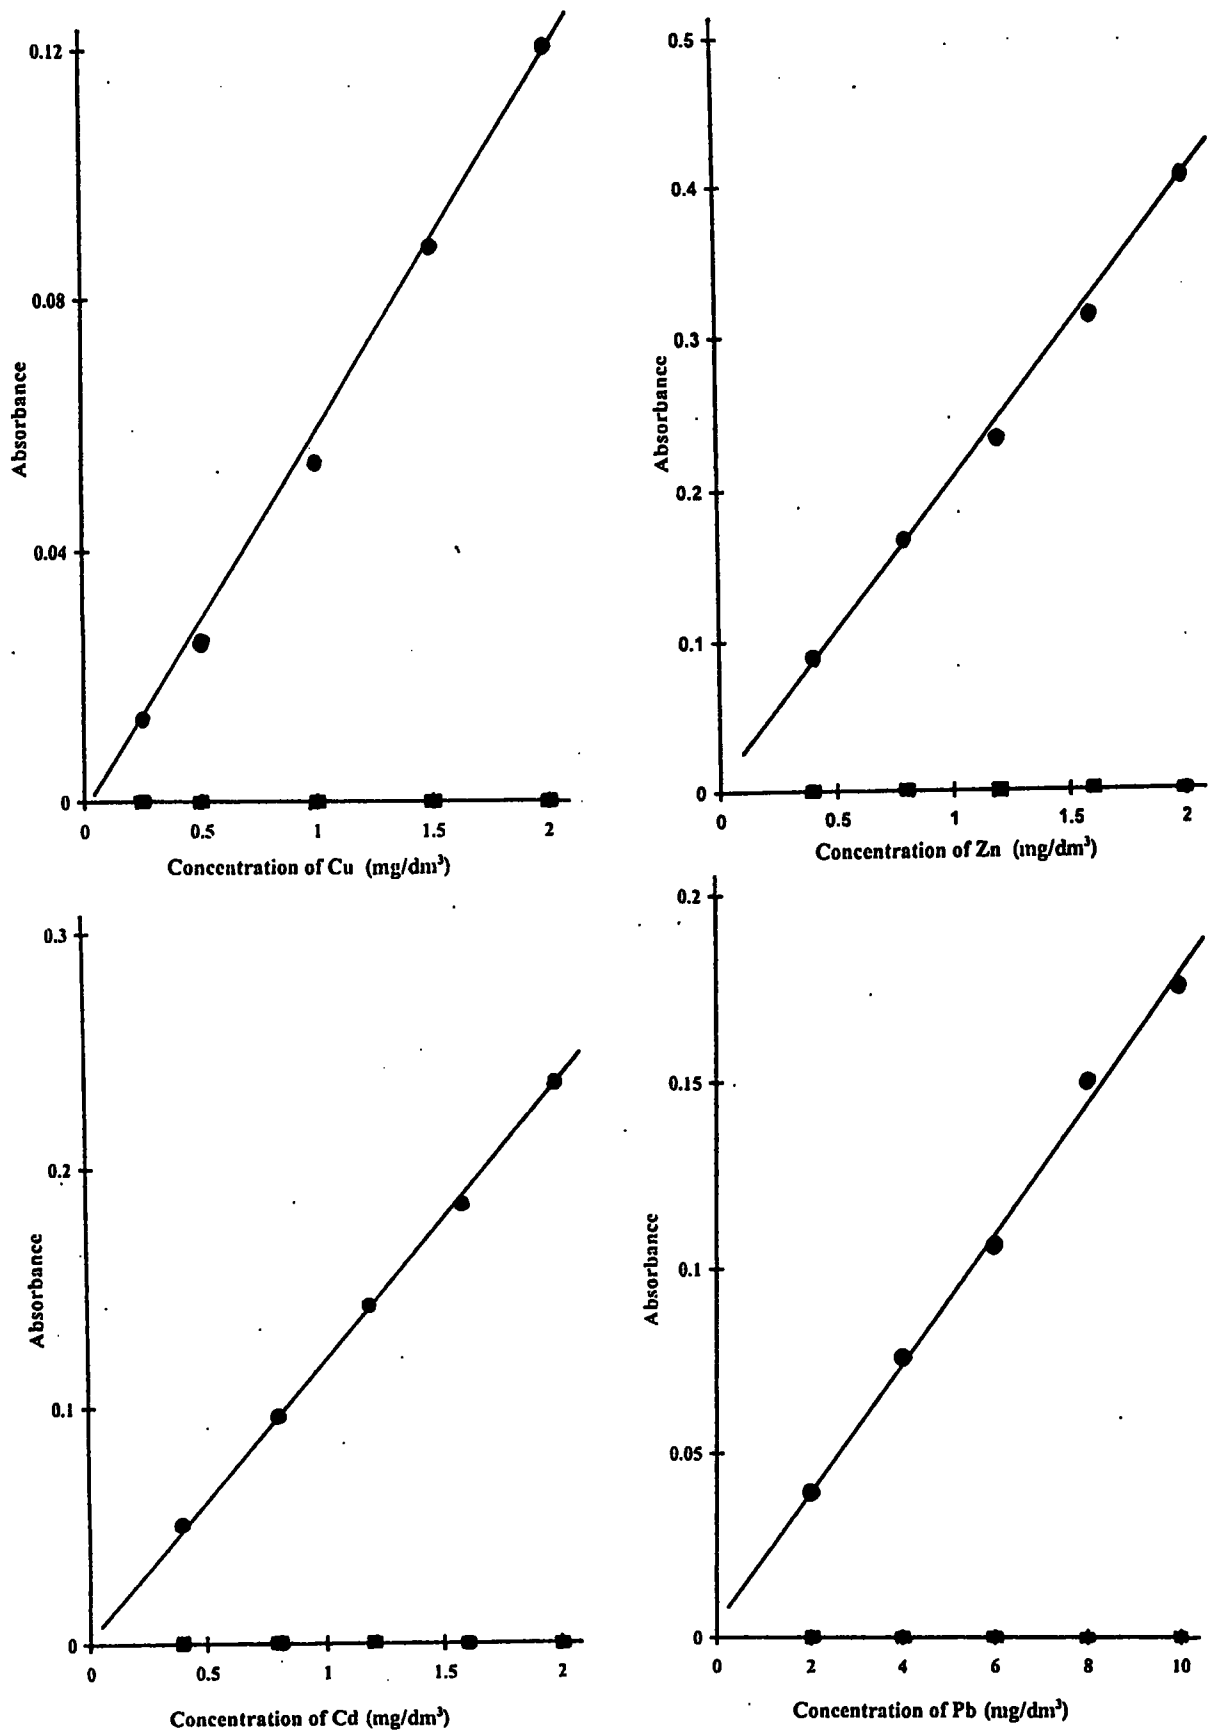 0.12
0.08
0.04
0
Absorbance
0 0.5 1 1.5 2
Concentration of Cu (mg/dm³)
0.5
0.4
0.3
0.2
0.1
0
Absorbance
0 0.5 1 1.5 2
Concentration of Zn (mg/dm³)
0.3
0.2
0.1
0
Absorbance
0 0.5 1 1.5 2
Concentration of Cd (mg/dm³)
0.2
0.15
0.1
0.05
0
Absorbance
0 2 4 6 8 10
Concentration of Pb (mg/dm³)